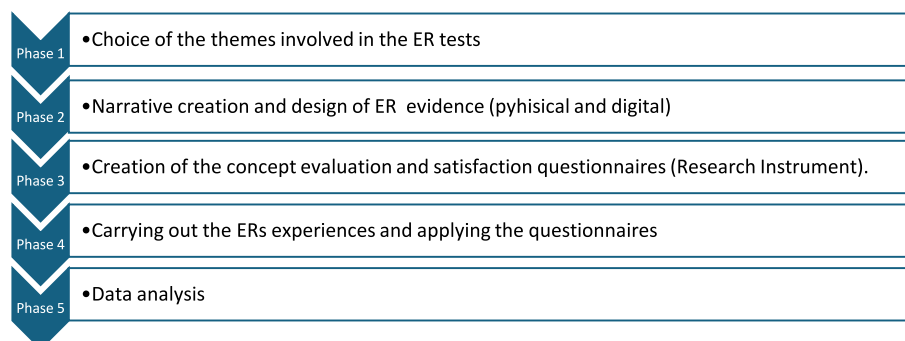 Phase 1
•Choice of the themes involved in the ER tests
Phase 2
•Narrative creation and design of ER evidence (pyhisical and digital)
Phase 3
•Creation of the concept evaluation and satisfaction questionnaires (Research Instrument).
Phase 4
•Carrying out the ERs experiences and applying the questionnaires
Phase 5
•Data analysis